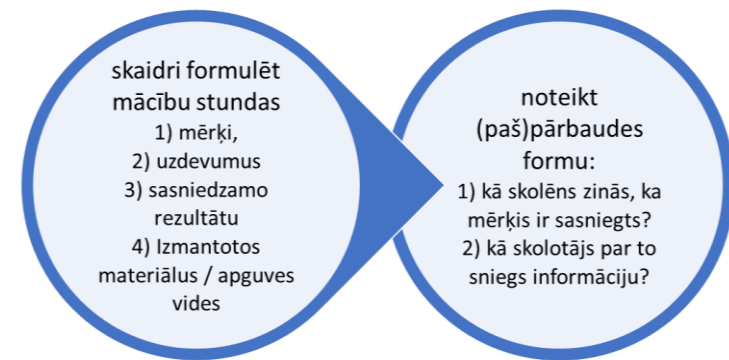 skaidri formulēt
mācību stundas
1) mērķi,
2) uzdevumus
3) sasniedzamo
rezultātu
4) Izmantotos
materiālus / apguves
vides
noteikt
(paš)pārbaudes
formu:
1) kā skolēns zinās, ka
mērķis ir sasniegts?
2) kā skolotājs par to
sniegs informāciju?